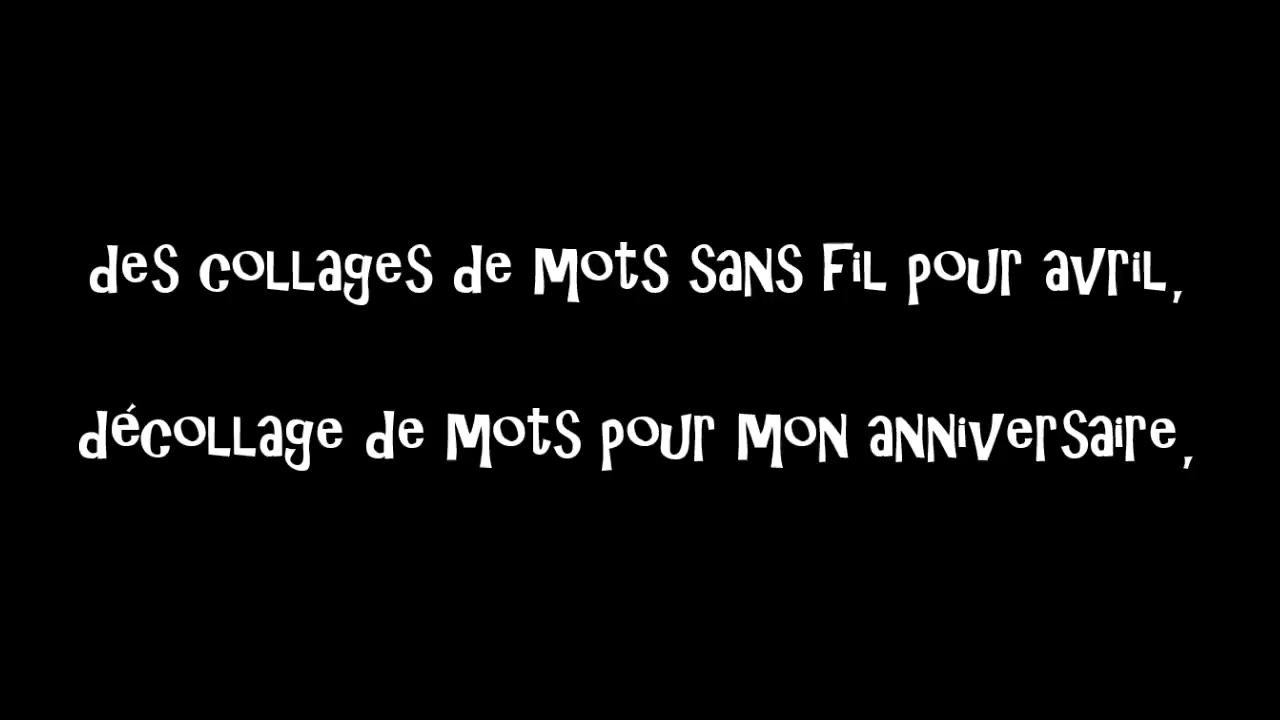 des collages de mots sans fil pour avril,
décollage de mots pour mon anniversaire,